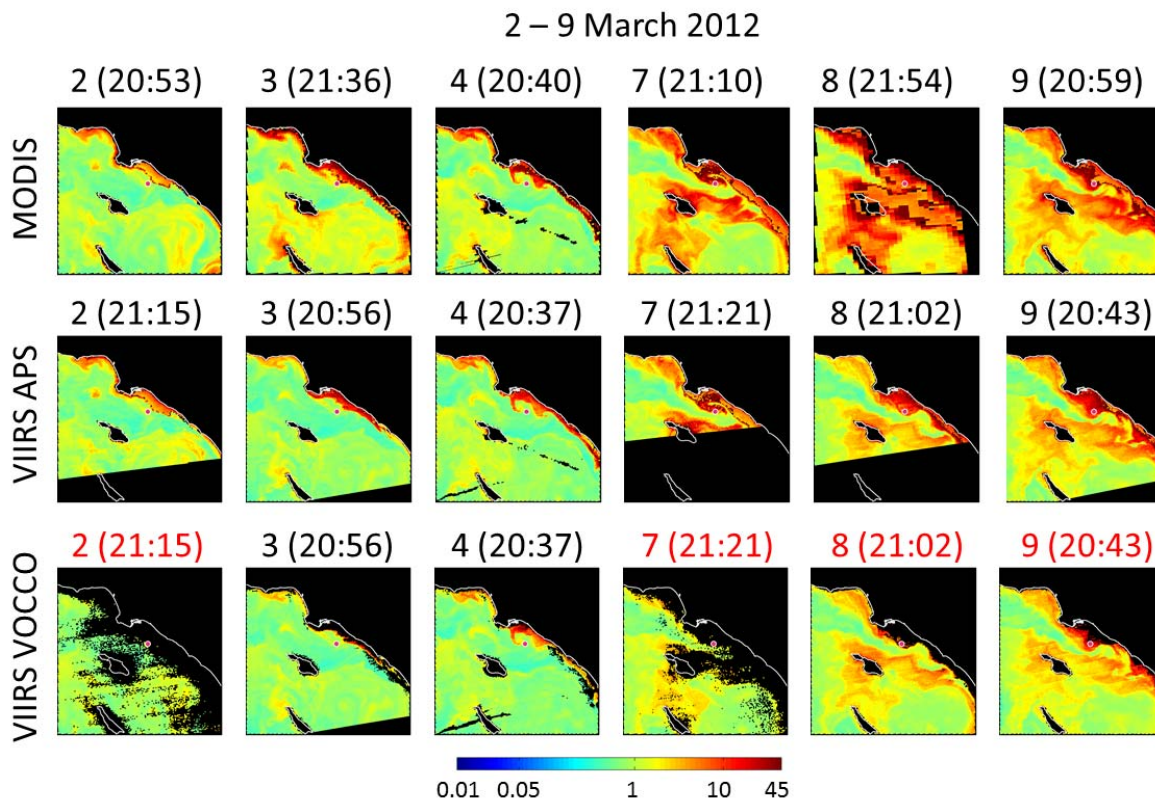 2 – 9 March 2012
2 (20:53) 3 (21:36) 4 (20:40) 7 (21:10) 8 (21:54) 9 (20:59)
MODIS
2 (21:15) 3 (20:56) 4 (20:37) 7 (21:21) 8 (21:02) 9 (20:43)
VIIRS APS
2 (21:15) 3 (20:56) 4 (20:37) 7 (21:21) 8 (21:02) 9 (20:43)
VIIRS VOCCO
0.01 0.05 1 10 45